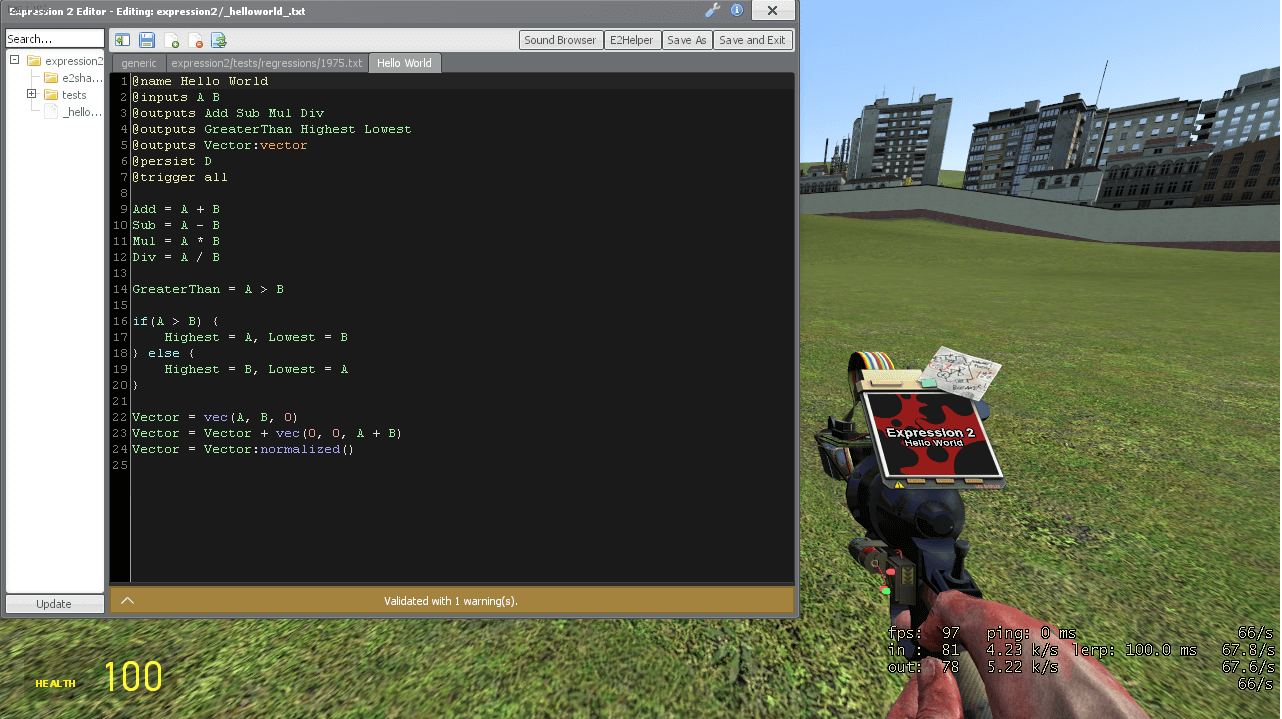 Expression 2 Editor - Editing: expression2/_helloworld_.txt
Search...
Sound Browser E2Helper Save As Save and Exit
generic expression2/tests/regressions/1975.txt Hello World
expression2
e2sha...
tests
_hello...
1 @name Hello World
2 @inputs A B
3 @outputs Add Sub Mul Div
4 @outputs GreaterThan Highest Lowest
5 @outputs Vector:vector
6 @persist D
7 @trigger all
8
9 Add = A + B
10 Sub = A - B
11 Mul = A * B
12 Div = A / B
13
14 GreaterThan = A > B
15
16 if(A > B) {
17     Highest = A, Lowest = B
18 } else {
19     Highest = B, Lowest = A
20 }
21
22 Vector = vec(A, B, 0)
23 Vector = Vector + vec(0, 0, A + B)
24 Vector = Vector:normalized()
25
Update
Validated with 1 warning(s).
Expression 2
Hello World
HEALTH 100
fps: 97 ping: 0 ms 66/s
in : 81 4.23 k/s lerp: 100.0 ms 67.8/s
out: 78 5.22 k/s 67.6/s
66/s